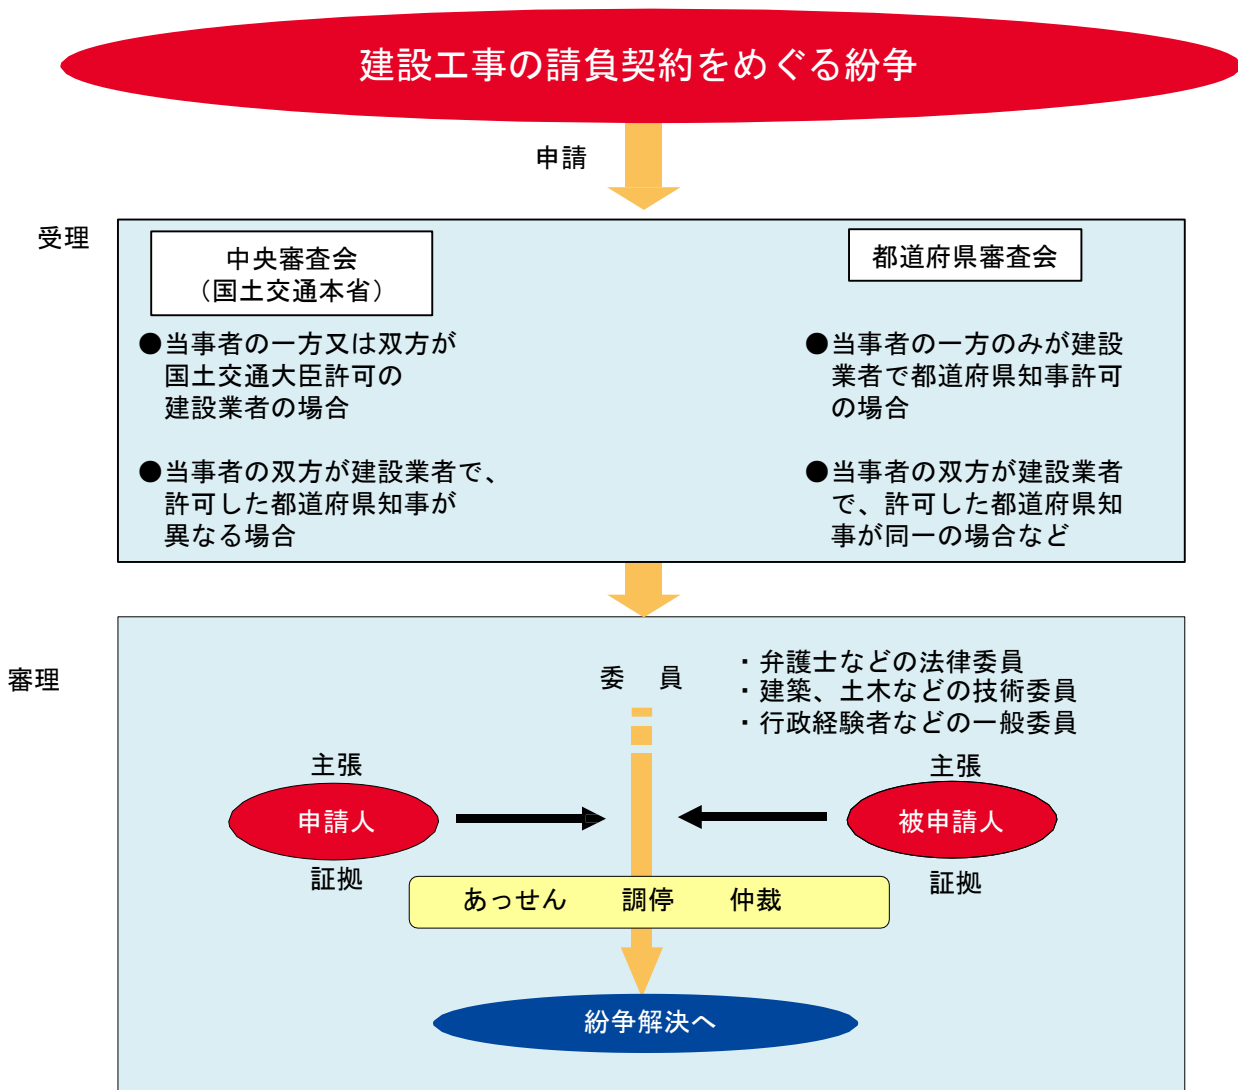 建設工事の請負契約をめぐる紛争
申請
受理
中央審査会
（国土交通本省）
●当事者の一方又は双方が
国土交通大臣許可の
建設業者の場合
●当事者の双方が建設業者で、
許可した都道府県知事が
異なる場合
都道府県審査会
●当事者の一方のみが建設
業者で都道府県知事許可
の場合
●当事者の双方が建設業者
で、許可した都道府県知
事が同一の場合など
審理
委　員
・弁護士などの法律委員
・建築、土木などの技術委員
・行政経験者などの一般委員
主張
申請人
証拠
主張
被申請人
証拠
あっせん　　調停　　仲裁
紛争解決へ